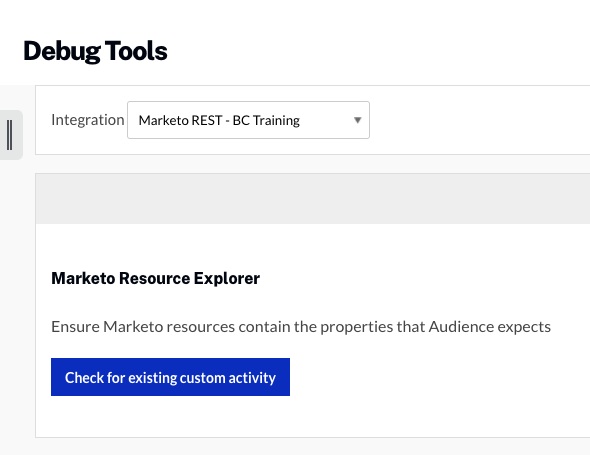 Debug Tools
Integration Marketo REST - BC Training
Marketo Resource Explorer
Ensure Marketo resources contain the properties that Audience expects
Check for existing custom activity